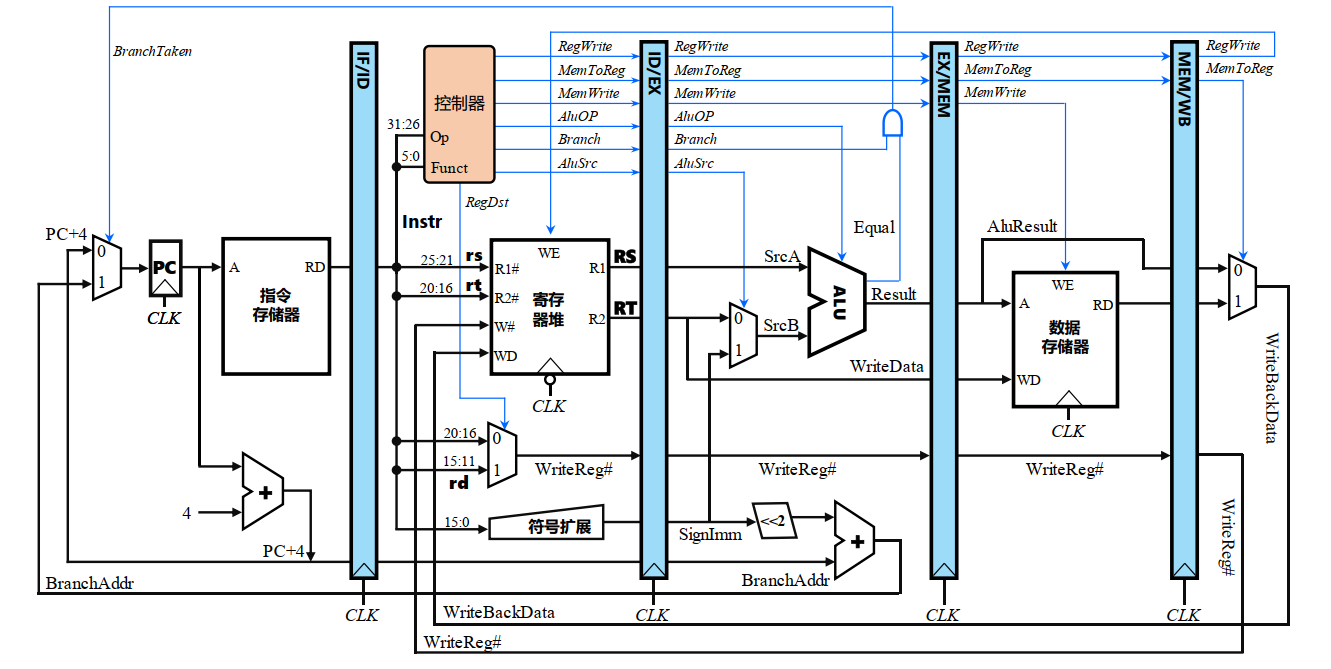 BranchTaken
IF/ID
控制器
Op
Funct
31:26
5:0
RegWrite
MemToReg
MemWrite
AluOP
Branch
AluSrc
RegDst
ID/EX
RegWrite
MemToReg
MemWrite
AluOP
Branch
AluSrc
EX/MEM
RegWrite
MemToReg
MemWrite
MEM/WB
RegWrite
MemToReg
PC+4
0
1
PC
CLK
A
RD
指令
存储器
Instr
25:21
rs
20:16
rt
WE
R1#
R2#
W#
WD
R1
R2
寄存
器堆
CLK
RS
RT
0
1
SrcA
SrcB
ALU
Equal
Result
WriteData
AluResult
WE
A
RD
WD
数据
存储器
CLK
0
1
WriteBackData
20:16
15:11
rd
0
1
WriteReg#
WriteReg#
WriteReg#
WriteReg#
4
+
PC+4
15:0
符号扩展
SignImm
<<2
+
BranchAddr
BranchAddr
CLK
CLK
CLK
CLK
WriteBackData
WriteReg#